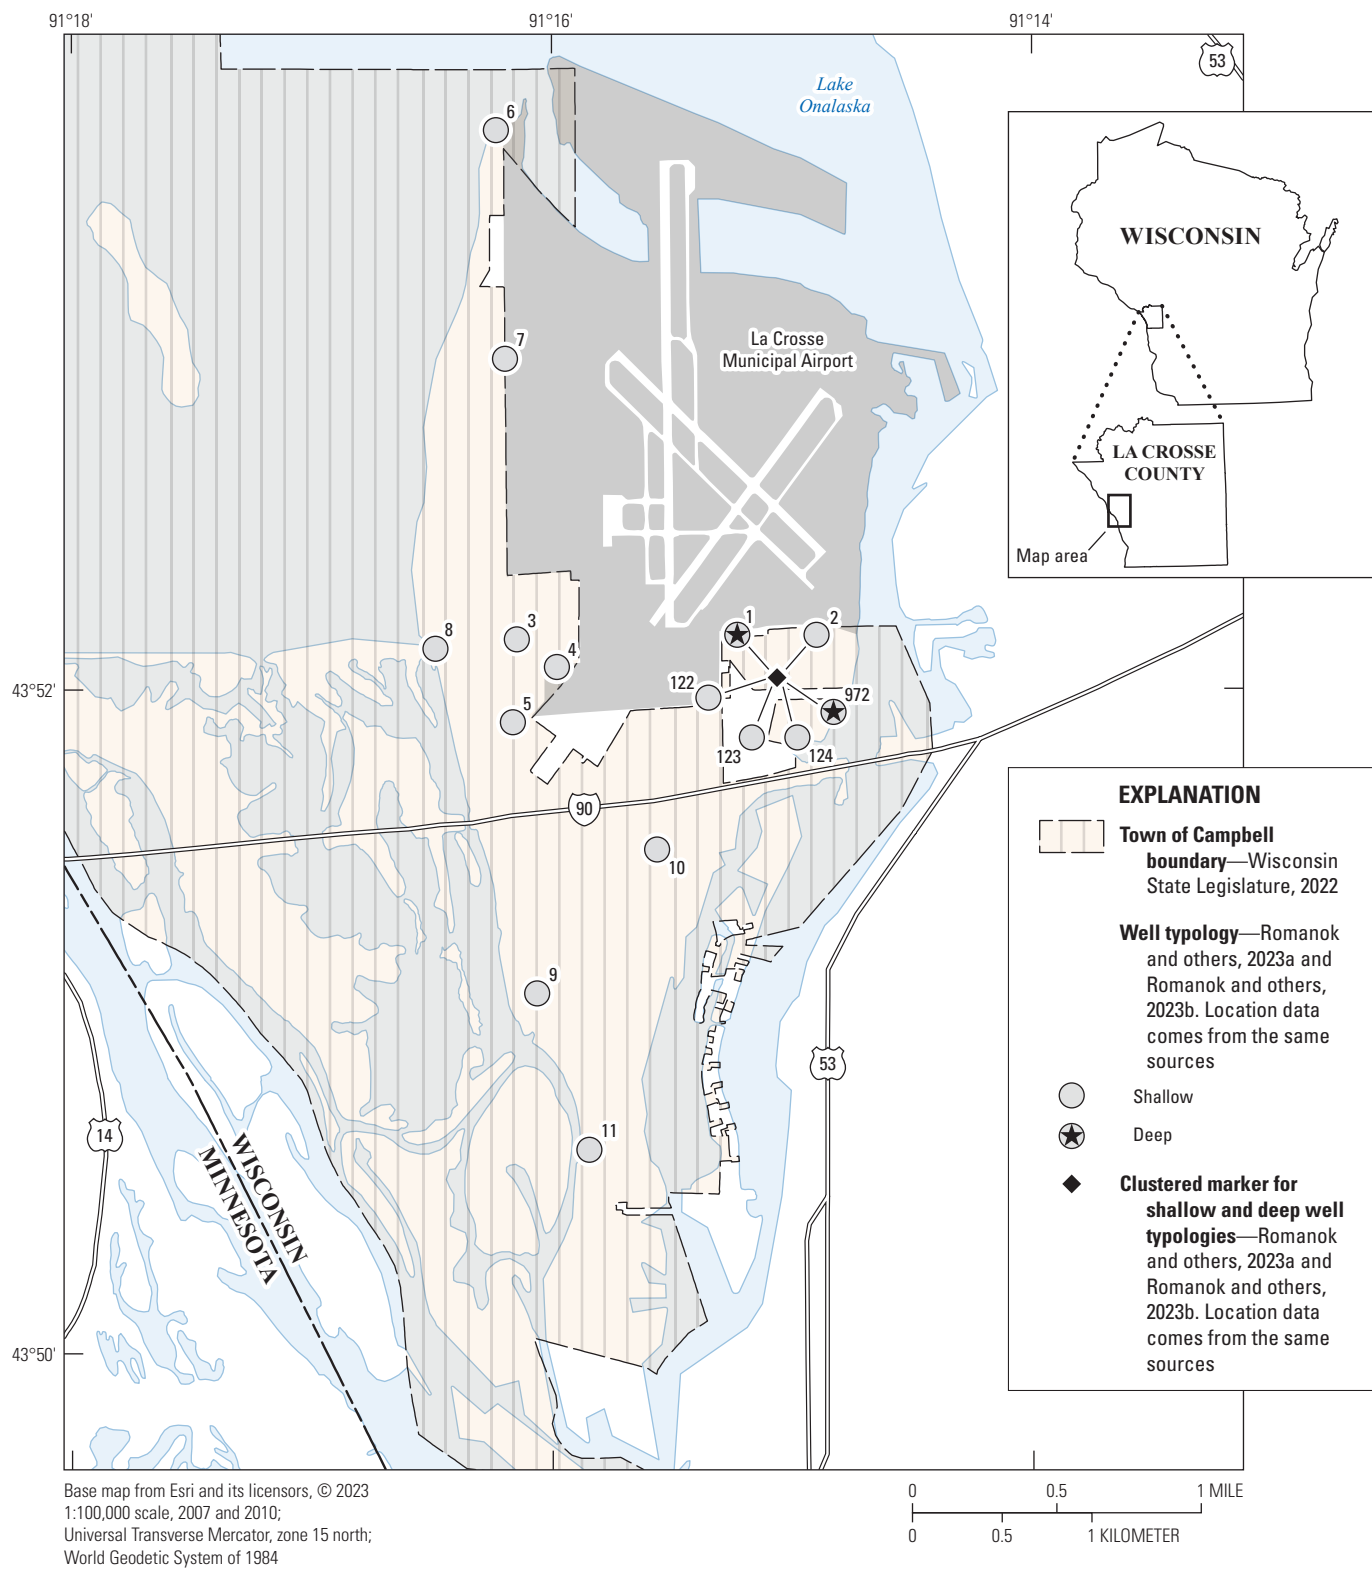 91°18'
91°16'
91°14'
53
Lake
Onalaska
6
WISCONSIN
7
La Crosse
Municipal Airport
LA CROSSE
COUNTY
Map area
8
3
4
1
2
43°52'
122
972
5
123
124
90
10
EXPLANATION
Town of Campbell
boundary—Wisconsin
State Legislature, 2022
Well typology—Romanok
and others, 2023a and
Romanok and others,
2023b. Location data
comes from the same
sources
Shallow
Deep
Clustered marker for
shallow and deep well
typologies—Romanok
and others, 2023a and
Romanok and others,
2023b. Location data
comes from the same
sources
9
53
14
11
WISCONSIN
MINNESOTA
43°50'
Base map from Esri and its licensors, © 2023
1:100,000 scale, 2007 and 2010;
Universal Transverse Mercator, zone 15 north;
World Geodetic System of 1984
0 0.5 1 MILE
0 0.5 1 KILOMETER